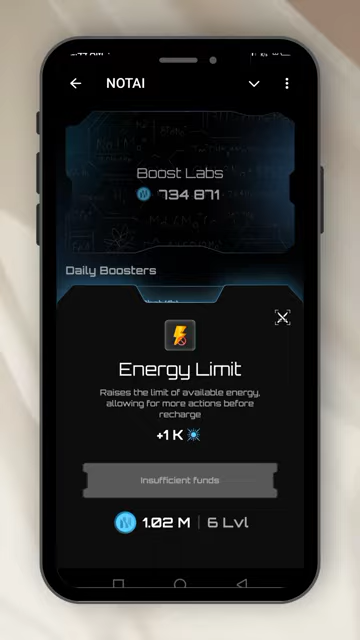 NOTAI
Boost Labs
734 871
Daily Boosters
Energy Limit
Raises the limit of available energy,
allowing for more actions before
recharge
+1 K
Insufficient funds
1.02 M | 6 Lvl